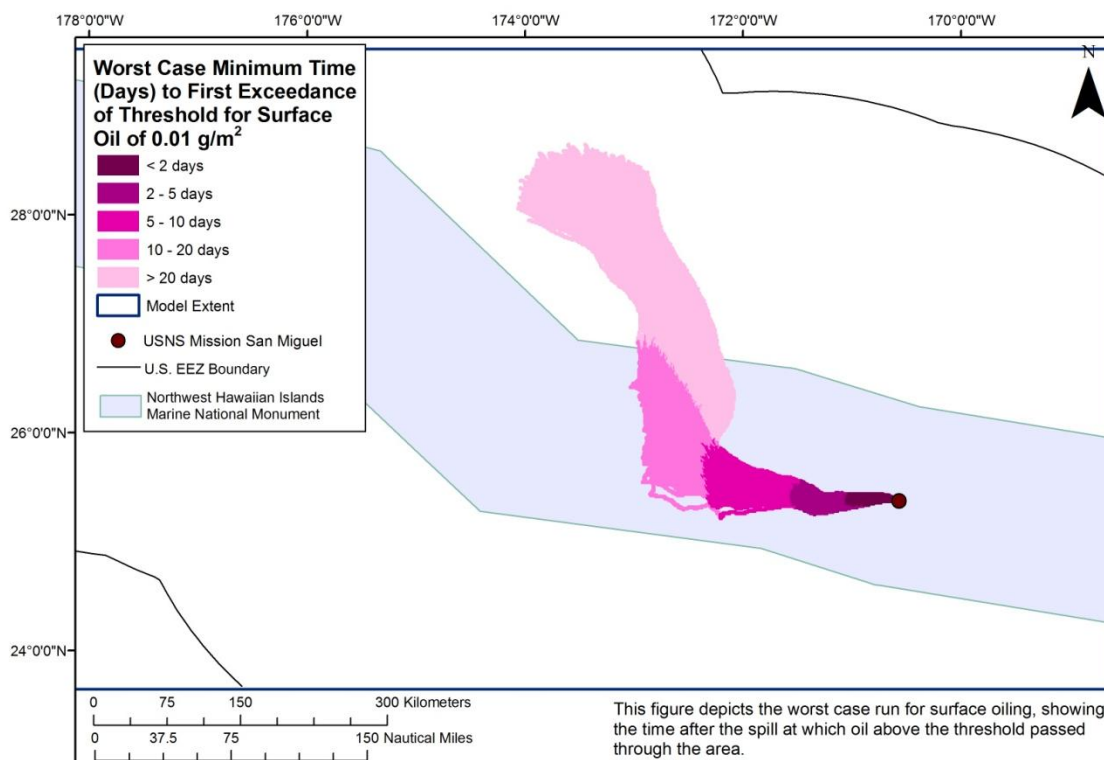 178°0'0"W 176°0'0"W 174°0'0"W 172°0'0"W 170°0'0"W
N
Worst Case Minimum Time
(Days) to First Exceedance
of Threshold for Surface
Oil of 0.01 g/m²
< 2 days
2 - 5 days
5 - 10 days
10 - 20 days
> 20 days
Model Extent
USNS Mission San Miguel
U.S. EEZ Boundary
Northwest Hawaiian Islands
Marine National Monument
28°0'0"N
26°0'0"N
24°0'0"N
0 75 150 300 Kilometers
0 37.5 75 150 Nautical Miles
This figure depicts the worst case run for surface oiling, showing
the time after the spill at which oil above the threshold passed
through the area.